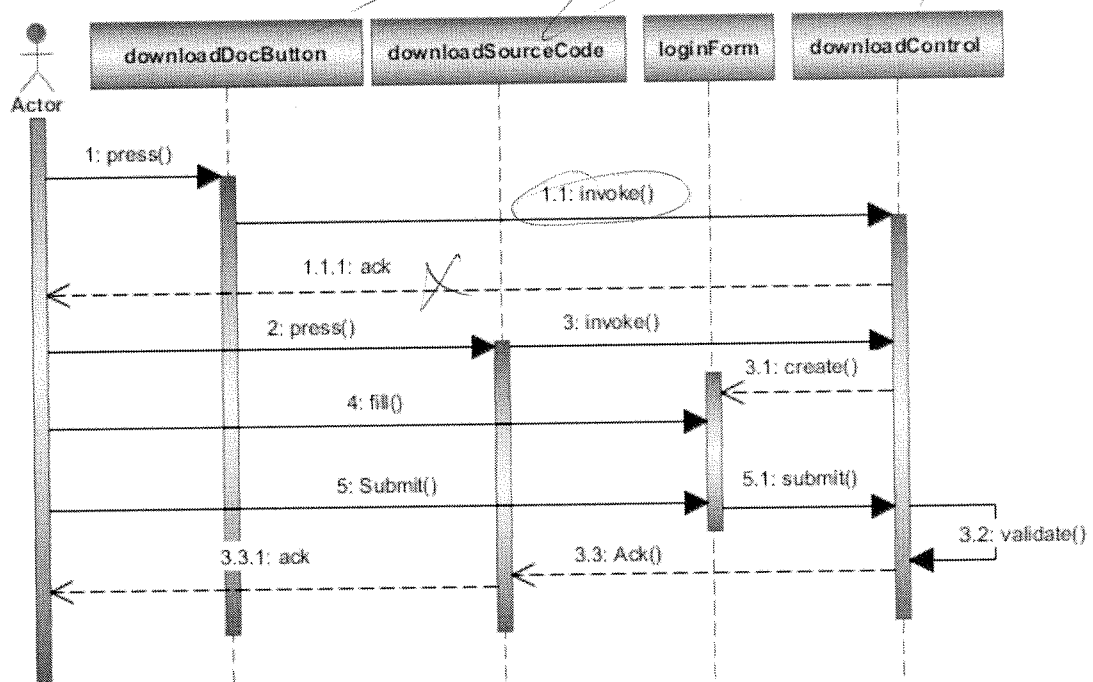 downloadDocButton
downloadSourceCode
loginForm
downloadControl
Actor
1: press()
1.1: invoke()
1.1.1: ack
2: press()
3: invoke()
3.1: create()
4: fill()
5: Submit()
5.1: submit()
3.2: validate()
3.3.1: ack
3.3: Ack()